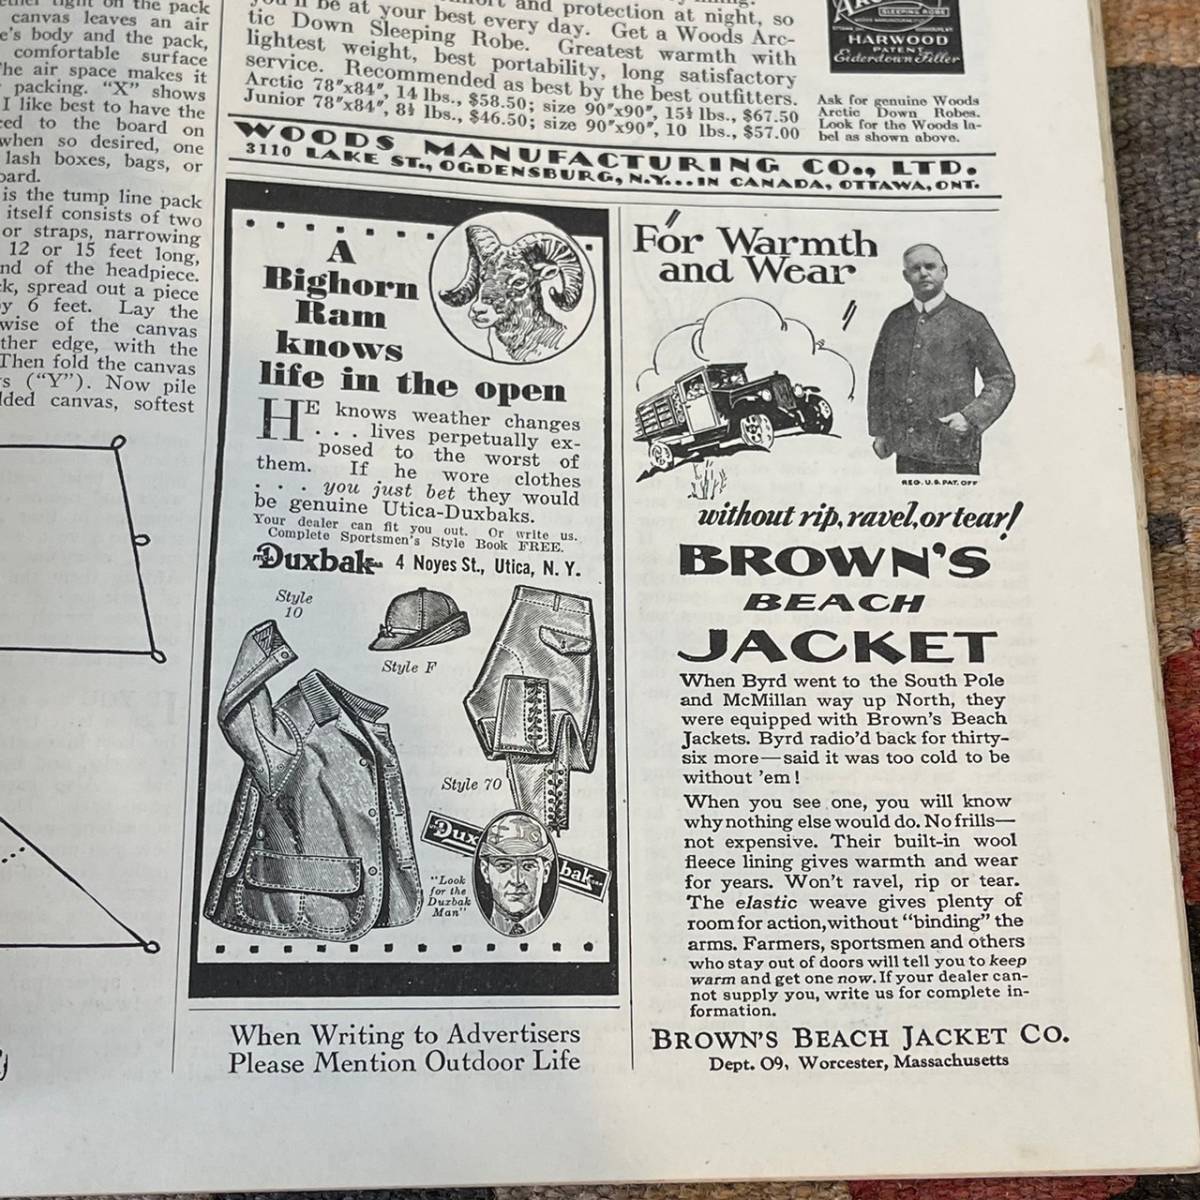 on the pack
canvas leaves an air
e's body and the pack,
comfortable surface
The air space makes it
packing. "X" shows
I like best to have the
ced to the board on
when so desired, one
lash boxes, bags, or
oard.
is the tump line pack
itself consists of two
or straps, narrowing
12 or 15 feet long,
nd of the headpiece.
ck, spread out a piece
by 6 feet. Lay the
wise of the canvas
ther edge, with the
Then fold the canvas
s ("Y"). Now pile
lded canvas, softest
and protection at night, so
you'll be at your best every day. Get a Woods Arc-
tic Down Sleeping Robe. Greatest warmth with
lightest weight, best portability, long satisfactory
service. Recommended as best by the best outfitters.
Arctic 78"x84", 14 lbs., $58.50; size 90"x90", 15½ lbs., $67.50
Junior 78"x84", 8½ lbs., $46.50; size 90"x90", 10 lbs., $57.00
SLEEPING ROBE
HARWOOD
PATENT
Eiderdown Filler
Ask for genuine Woods
Arctic Down Robes.
Look for the Woods la-
bel as shown above.
WOODS MANUFACTURING CO., LTD.
3110 LAKE ST., OGDENSBURG, N.Y...IN CANADA, OTTAWA, ONT.
A
Bighorn
Ram
knows
life in the open
HE knows weather changes
. . . lives perpetually ex-
posed to the worst of
them. If he wore clothes
. . . you just bet they would
be genuine Utica-Duxbaks.
Your dealer can fit you out. Or write us.
Complete Sportsmen's Style Book FREE.
Duxbak 4 Noyes St., Utica, N. Y.
Style
10
Style F
Style 70
Duxbak
"Look
for the
Duxbak
Man"
When Writing to Advertisers
Please Mention Outdoor Life
For Warmth
and Wear
REG. U.S. PAT. OFF
without rip, ravel, or tear!
BROWN'S
BEACH
JACKET
When Byrd went to the South Pole
and McMillan way up North, they
were equipped with Brown's Beach
Jackets. Byrd radio'd back for thirty-
six more—said it was too cold to be
without 'em!
When you see one, you will know
why nothing else would do. No frills—
not expensive. Their built-in wool
fleece lining gives warmth and wear
for years. Won't ravel, rip or tear.
The elastic weave gives plenty of
room for action, without "binding" the
arms. Farmers, sportsmen and others
who stay out of doors will tell you to keep
warm and get one now. If your dealer can-
not supply you, write us for complete in-
formation.
BROWN'S BEACH JACKET CO.
Dept. O9, Worcester, Massachusetts